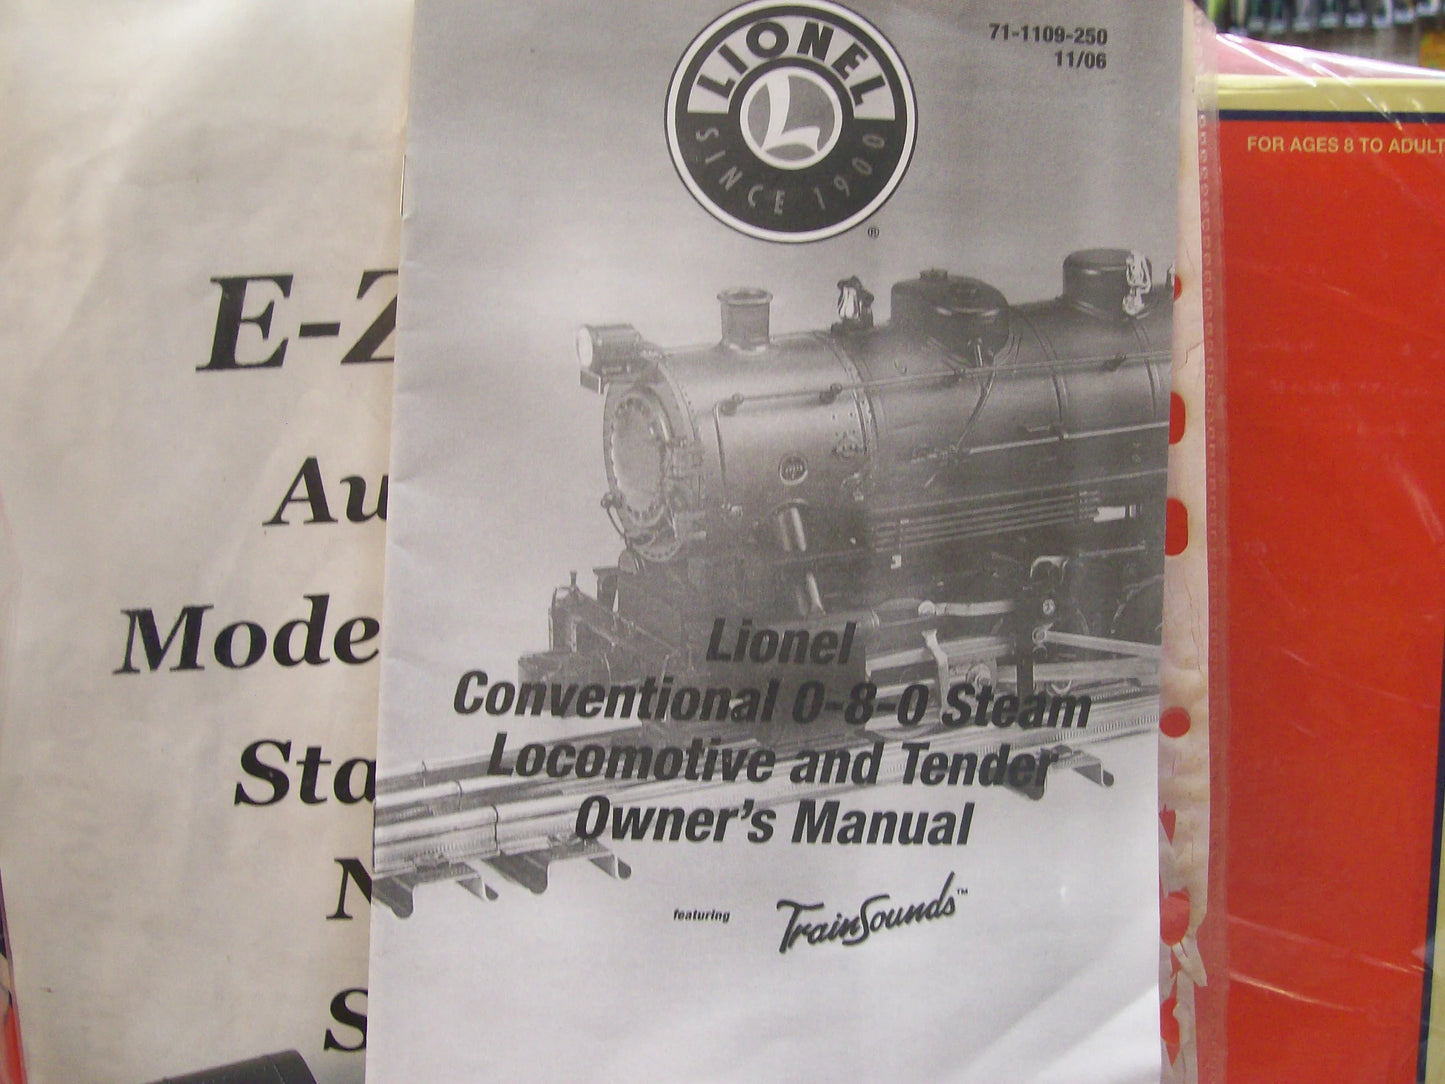 LIONEL
SINCE 1900
®
71-1109-250
11/06
FOR AGES 8 TO ADULT
E-Z
Au
Mode
Sta
N
S
Lionel
Conventional 0-8-0 Steam
Locomotive and Tender
Owner's Manual
featuring TrainSounds™